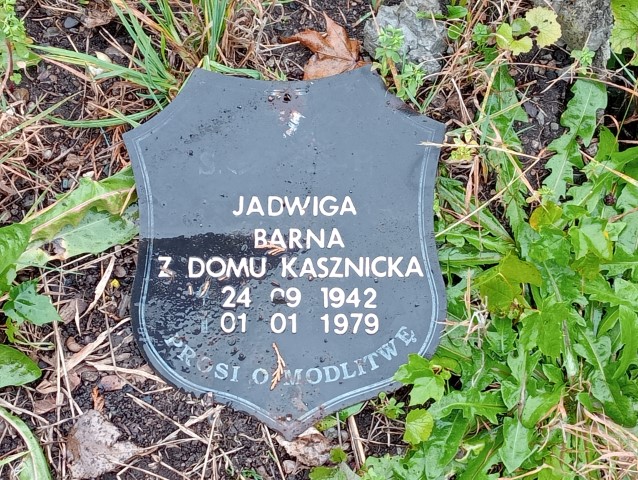 JADWIGA
BARNA
Z DOMU KASZNICKA
24 09 1942
01 01 1979
PROSI O MODLITWĘ